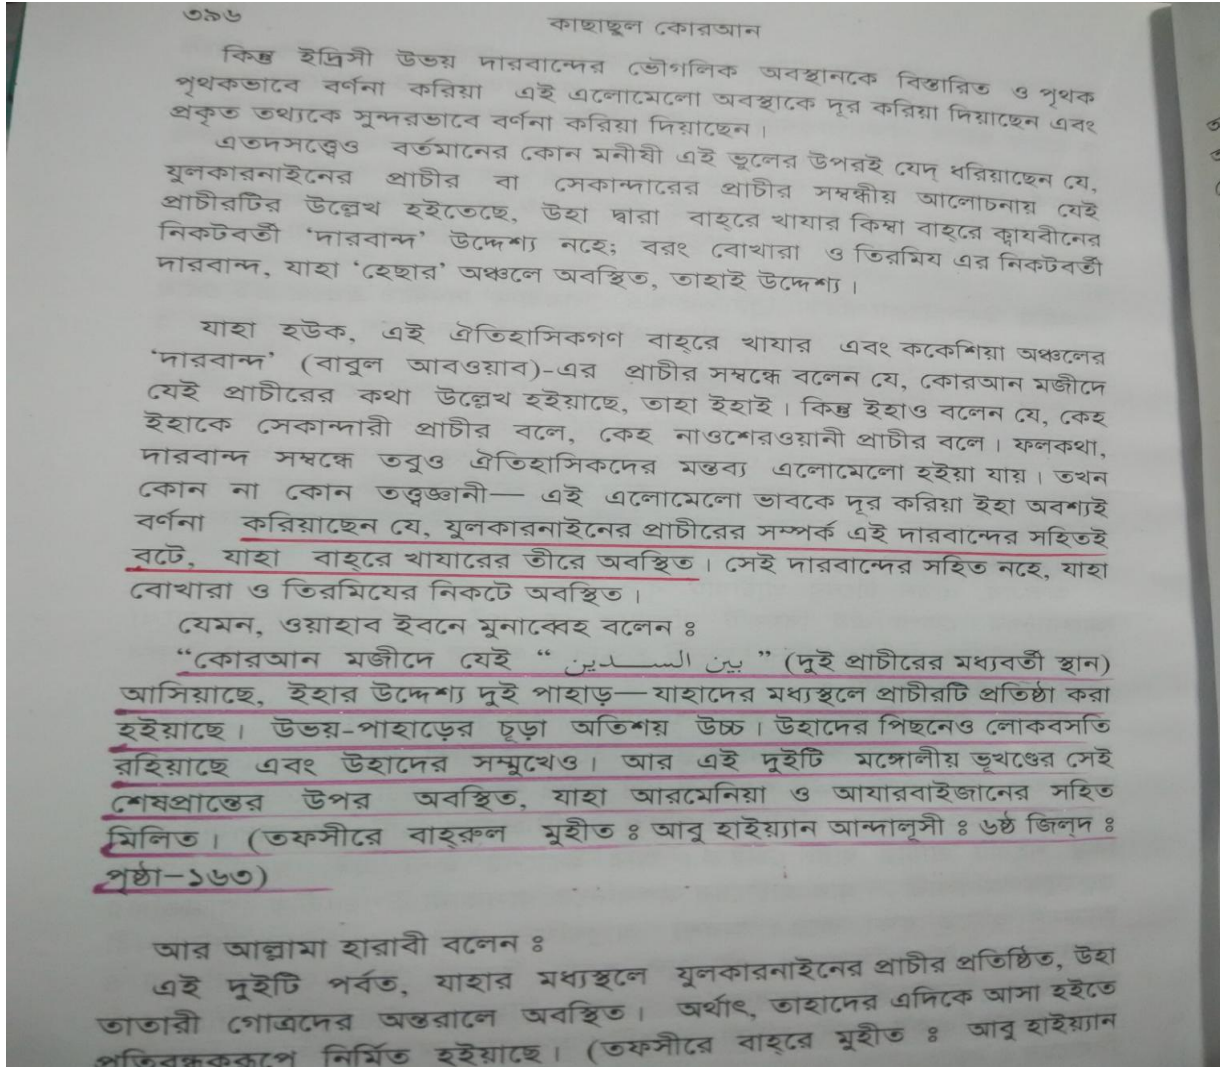 ৩৯৬
কাছাছুল কোরআন
কিন্তু ইদ্রিসী উভয় দারবান্দের ভৌগলিক অবস্থানকে বিস্তারিত ও পৃথক
পৃথকভাবে বর্ণনা করিয়া এই এলোমেলো অবস্থাকে দূর করিয়া দিয়াছেন এবং
প্রকৃত তথ্যকে সুন্দরভাবে বর্ণনা করিয়া দিয়াছেন।
এতদসত্ত্বেও বর্তমানের কোন মনীষী এই ভুলের উপরই যেদ্ ধরিয়াছেন যে,
যুলকারনাইনের প্রাচীর বা সেকান্দারের প্রাচীর সম্বন্ধীয় আলোচনায় যেই
প্রাচীরটির উল্লেখ হইতেছে, উহা দ্বারা বাহ্‌রে খাযার কিম্বা বাহ্‌রে ক্বাযবীনের
নিকটবর্তী ‘দারবান্দ’ উদ্দেশ্য নহে; বরং বোখারা ও তিরমিয এর নিকটবর্তী
দারবান্দ, যাহা ‘হেছার’ অঞ্চলে অবস্থিত, তাহাই উদ্দেশ্য।
যাহা হউক, এই ঐতিহাসিকগণ বাহ্‌রে খাযার এবং ককেশিয়া অঞ্চলের
‘দারবান্দ’ (বাবুল আবওয়াব)-এর প্রাচীর সম্বন্ধে বলেন যে, কোরআন মজীদে
যেই প্রাচীরের কথা উল্লেখ হইয়াছে, তাহা ইহাই। কিন্তু ইহাও বলেন যে, কেহ
ইহাকে সেকান্দারী প্রাচীর বলে, কেহ নাওশেরওয়ানী প্রাচীর বলে। ফলকথা,
দারবান্দ সম্বন্ধে তবুও ঐতিহাসিকদের মন্তব্য এলোমেলো হইয়া যায়। তখন
কোন না কোন তত্ত্বজ্ঞানী— এই এলোমেলো ভাবকে দূর করিয়া ইহা অবশ্যই
বর্ণনা করিয়াছেন যে, যুলকারনাইনের প্রাচীরের সম্পর্ক এই দারবান্দের সহিতই
বটে, যাহা বাহ্‌রে খাযারের তীরে অবস্থিত। সেই দারবান্দের সহিত নহে, যাহা
বোখারা ও তিরমিযের নিকটে অবস্থিত।
যেমন, ওয়াহাব ইবনে মুনাব্বেহ বলেন ঃ
“কোরআন মজীদে যেই “ بين الســدين ” (দুই প্রাচীরের মধ্যবর্তী স্থান)
আসিয়াছে, ইহার উদ্দেশ্য দুই পাহাড়— যাহাদের মধ্যস্থলে প্রাচীরটি প্রতিষ্ঠা করা
হইয়াছে। উভয়-পাহাড়ের চূড়া অতিশয় উচ্চ। উহাদের পিছনেও লোকবসতি
রহিয়াছে এবং উহাদের সম্মুখেও। আর এই দুইটি মঙ্গোলীয় ভূখণ্ডের সেই
শেষপ্রান্তের উপর অবস্থিত, যাহা আরমেনিয়া ও আযারবাইজানের সহিত
মিলিত। (তফসীরে বাহ্‌রুল মুহীত ঃ আবু হাইয়্যান আন্দালুসী ঃ ৬ষ্ঠ জিল্‌দ ঃ
পৃষ্ঠা—১৬৩)
আর আল্লামা হারাবী বলেন ঃ
এই দুইটি পর্বত, যাহার মধ্যস্থলে যুলকারনাইনের প্রাচীর প্রতিষ্ঠিত, উহা
তাতারী গোত্রদের অন্তরালে অবস্থিত। অর্থাৎ, তাহাদের এদিকে আসা হইতে
প্রতিবন্ধকরূপে নির্মিত হইয়াছে। (তফসীরে বাহ্‌রে মুহীত ঃ আবু হাইয়্যান